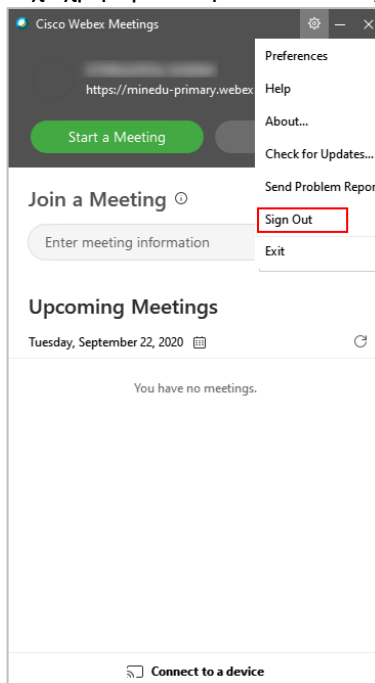 Cisco Webex Meetings
https://minedu-primary.webex
Start a Meeting
Preferences
Help
About...
Check for Updates...
Send Problem Repor
Sign Out
Exit
Join a Meeting
Enter meeting information
Upcoming Meetings
Tuesday, September 22, 2020
You have no meetings.
Connect to a device